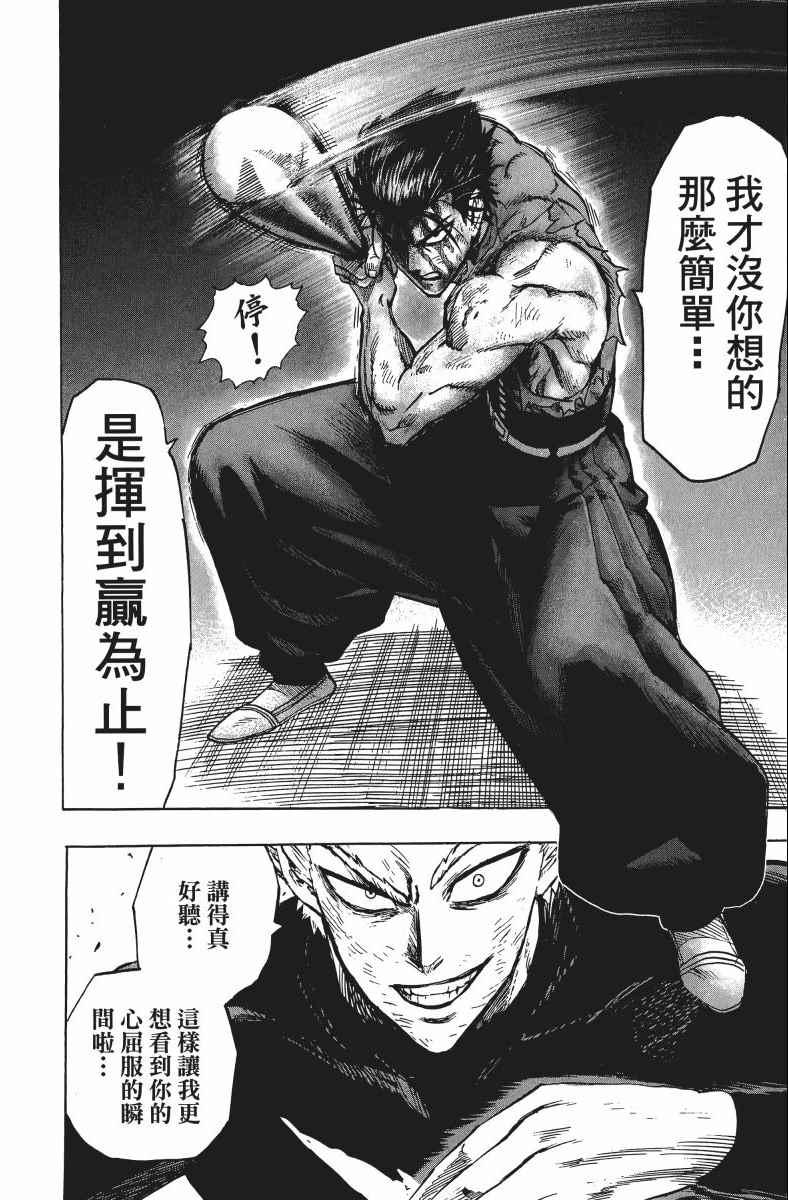 我才沒你想的
那麼簡單…
停！
是揮到贏為止！
講得真
好聽…
這樣讓我更
想看到你的
心屈服的瞬
間啦…